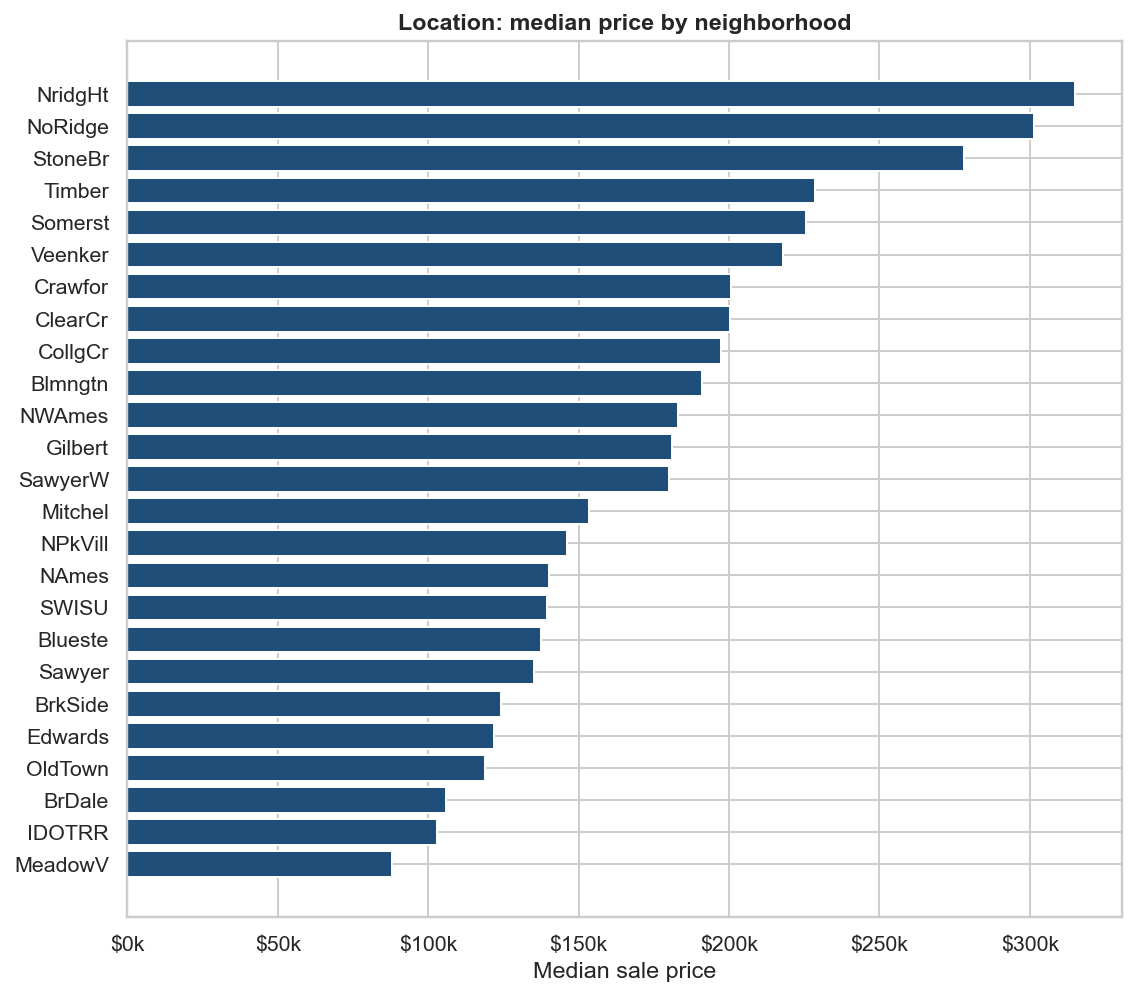 Location: median price by neighborhood
NridgHt
NoRidge
StoneBr
Timber
Somerst
Veenker
Crawfor
ClearCr
CollgCr
Blmngtn
NWAmes
Gilbert
SawyerW
Mitchel
NPkVill
NAmes
SWISU
Blueste
Sawyer
BrkSide
Edwards
OldTown
BrDale
IDOTRR
MeadowV
$0k $50k $100k $150k $200k $250k $300k
Median sale price